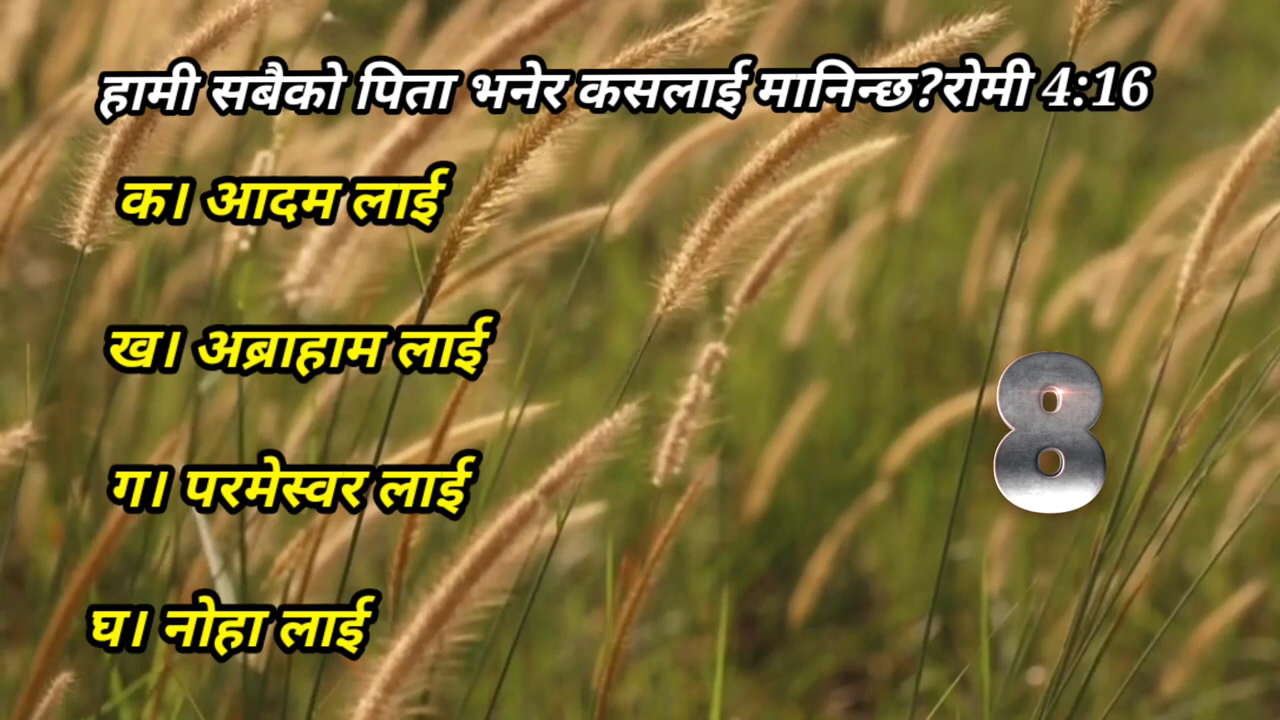 हामी सबैको पिता भनेर कसलाई मानिन्छ?रोमी 4:16
क। आदम लाई
ख। अब्राहाम लाई
8
ग। परमेस्वर लाई
घ। नोहा लाई